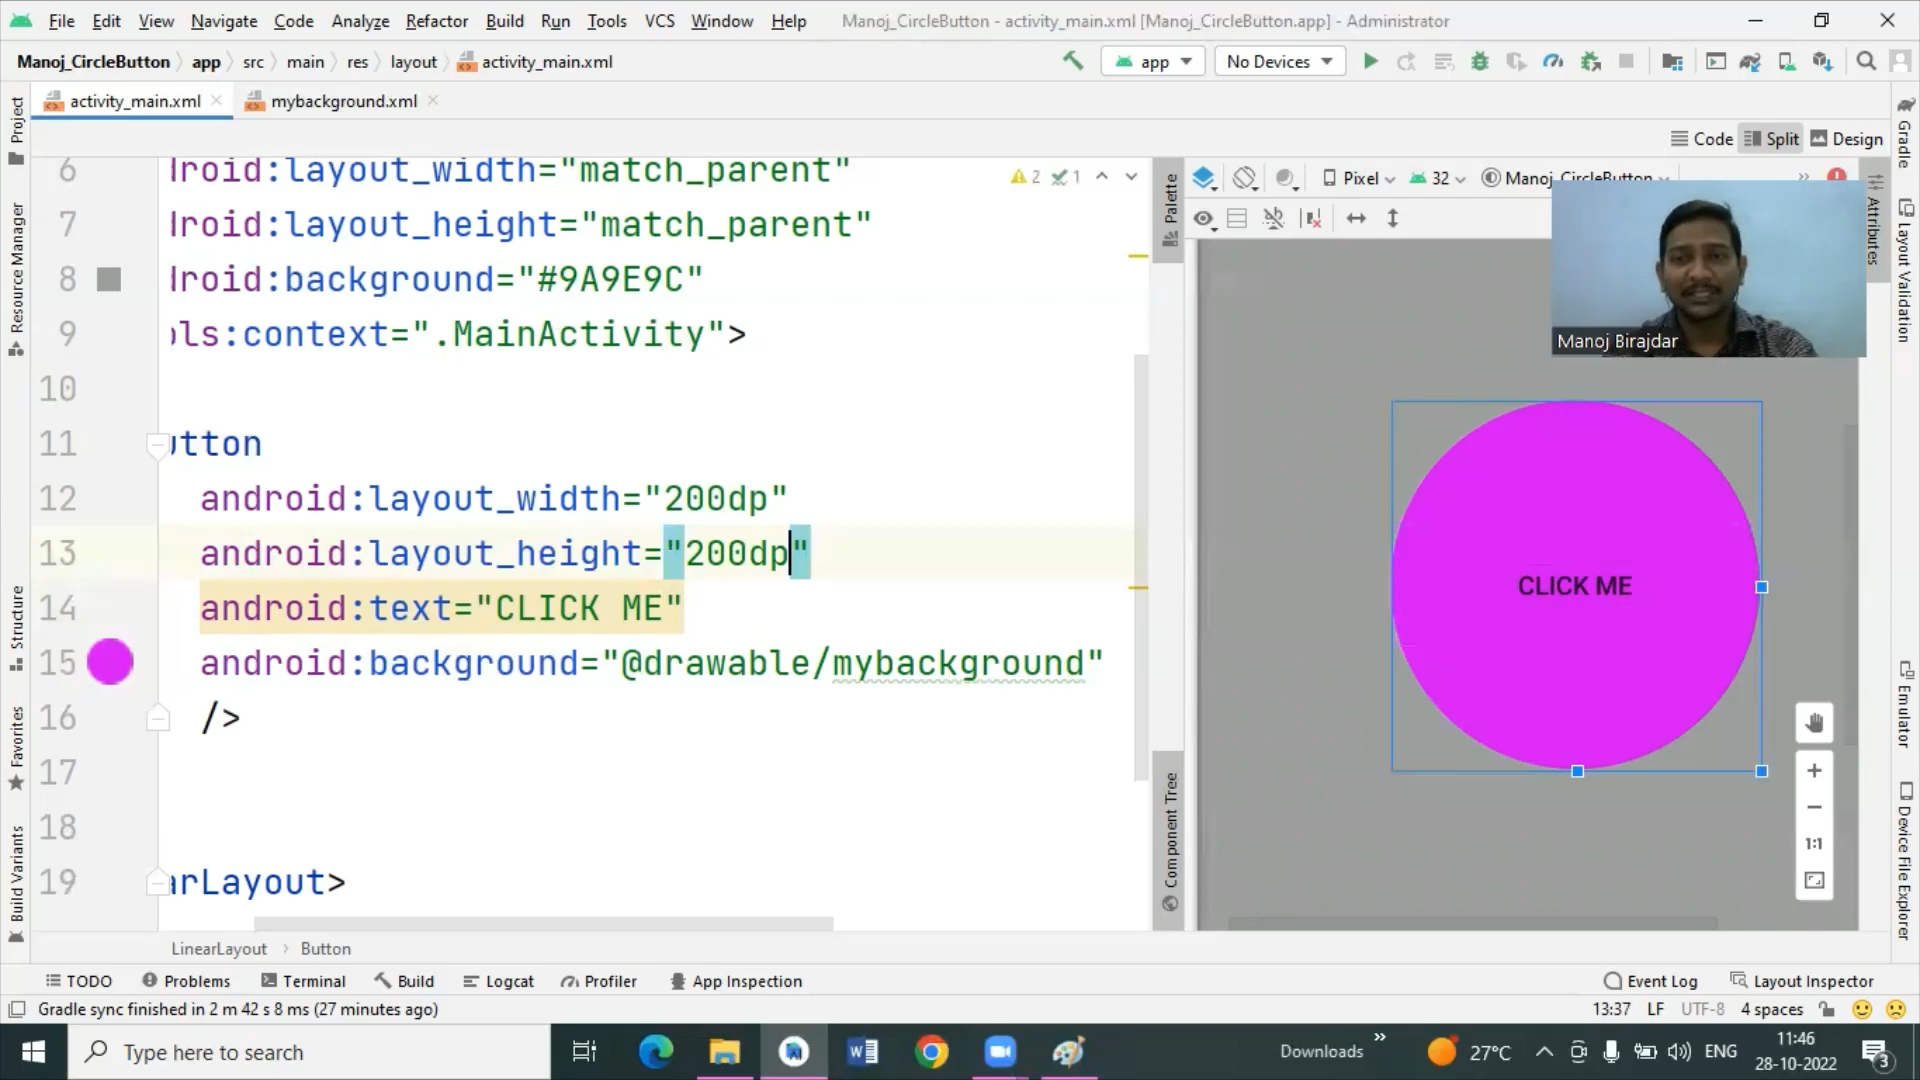 File Edit View Navigate Code Analyze Refactor Build Run Tools VCS Window Help Manoj_CircleButton - activity_main.xml [Manoj_CircleButton.app] - Administrator
Manoj_CircleButton app src main res layout activity_main.xml app No Devices
activity_main.xml mybackground.xml
Code Split Design
6 droid:layout_width="match_parent"
2 1
Pixel 32 Manoj_CircleButton
7 droid:layout_height="match_parent"
8 droid:background="#9A9E9C"
9 ols:context=".MainActivity">
Manoj Birajdar
10
11 utton
12 android:layout_width="200dp"
13 android:layout_height="200dp"
14 android:text="CLICK ME"
15 android:background="@drawable/mybackground"
16 />
17
18
19 arLayout>
CLICK ME
1:1
Project
Resource Manager
Structure
Favorites
Build Variants
Palette
Component Tree
Attributes
Gradle
Layout Validation
Emulator
Device File Explorer
LinearLayout Button
TODO Problems Terminal Build Logcat Profiler App Inspection Event Log Layout Inspector
Gradle sync finished in 2 m 42 s 8 ms (27 minutes ago) 13:37 LF UTF-8 4 spaces
Type here to search Downloads 27°C ENG 11:46
28-10-2022
3